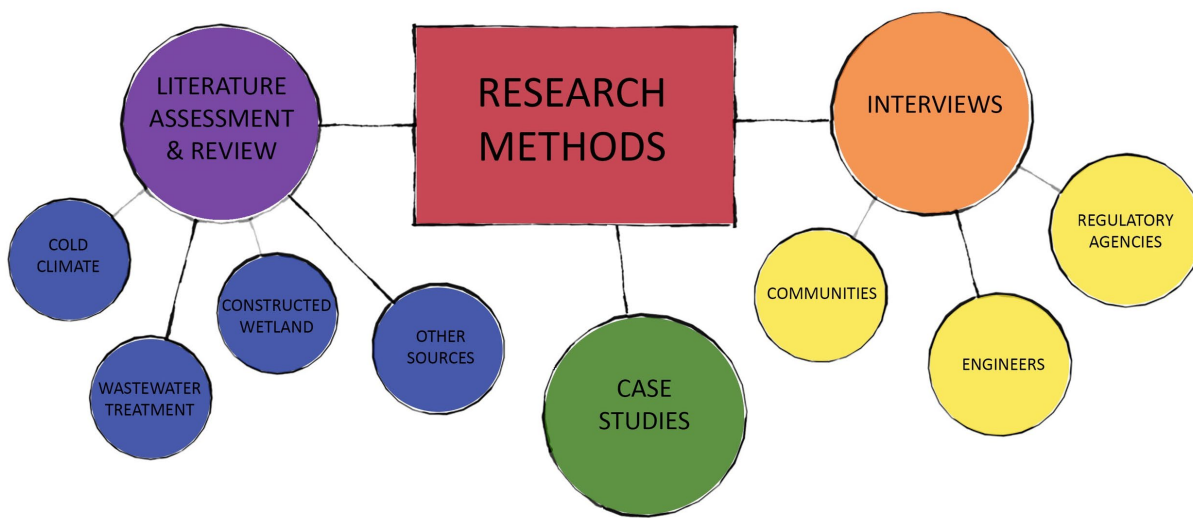 RESEARCH
METHODS
LITERATURE
ASSESSMENT
& REVIEW
COLD
CLIMATE
WASTEWATER
TREATMENT
CONSTRUCTED
WETLAND
OTHER
SOURCES
CASE
STUDIES
INTERVIEWS
COMMUNITIES
ENGINEERS
REGULATORY
AGENCIES